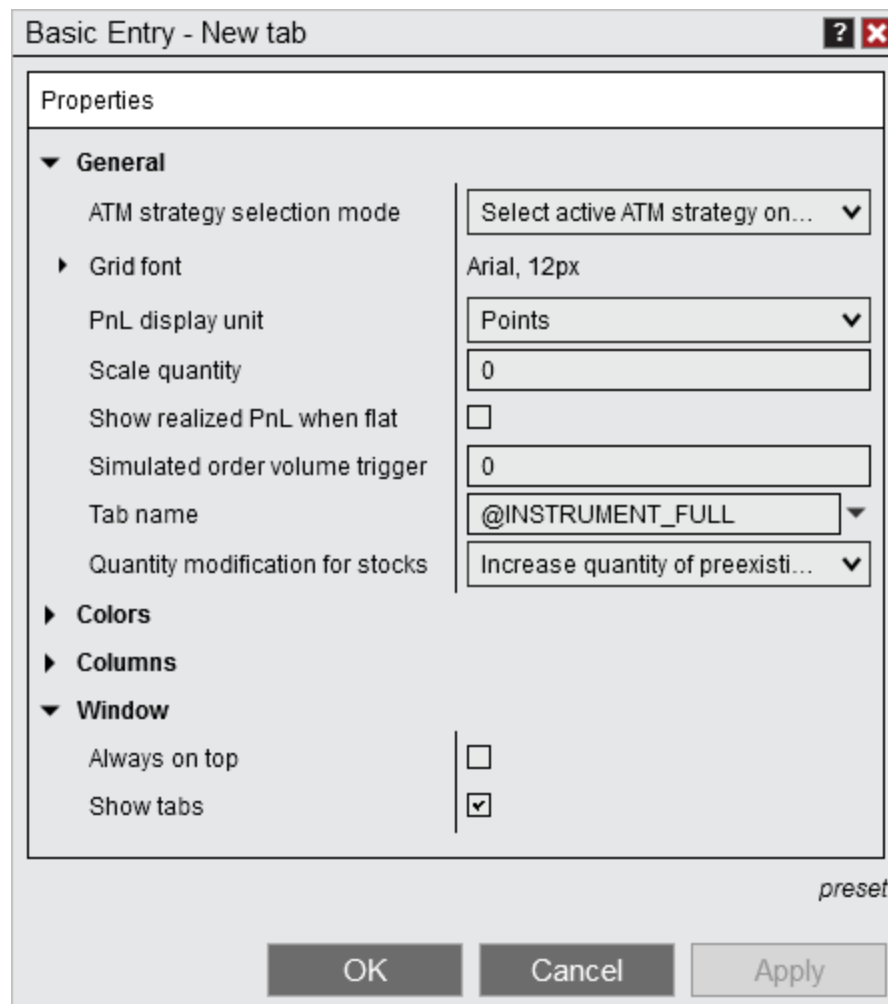 Basic Entry - New tab ?
Properties
General
ATM strategy selection mode Select active ATM strategy on...
Grid font Arial, 12px
PnL display unit Points
Scale quantity 0
Show realized PnL when flat
Simulated order volume trigger 0
Tab name @INSTRUMENT_FULL
Quantity modification for stocks Increase quantity of preexisti...
Colors
Columns
Window
Always on top
Show tabs
preset
OK Cancel Apply